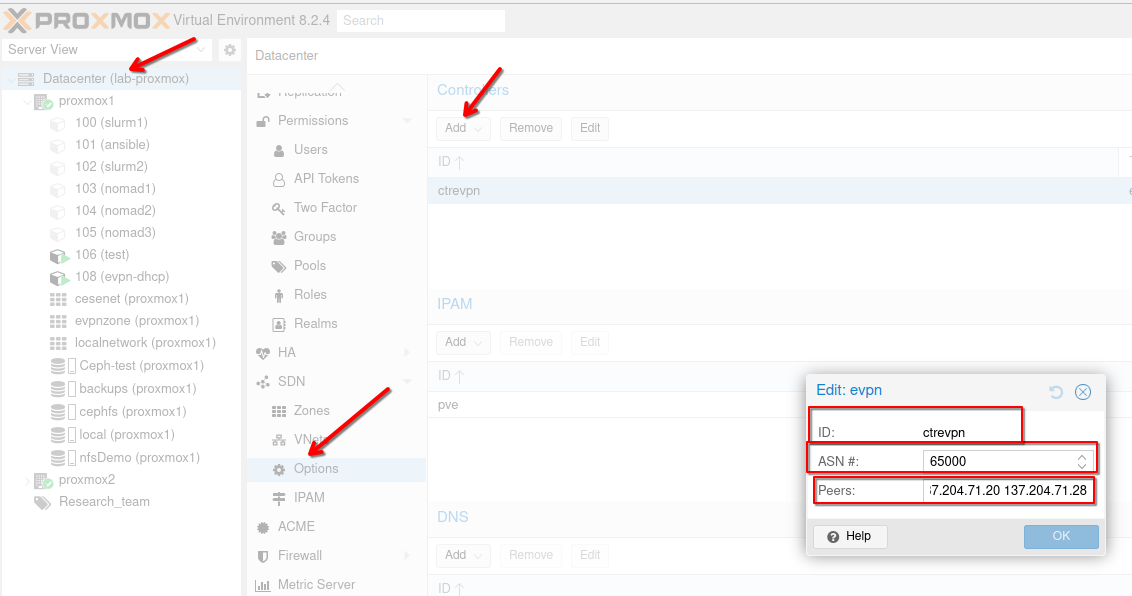 PROXMOX Virtual Environment 8.2.4 Search
Server View
Datacenter (lab-proxmox)
proxmox1
100 (slurm1)
101 (ansible)
102 (slurm2)
103 (nomad1)
104 (nomad2)
105 (nomad3)
106 (test)
108 (evpn-dhcp)
cesenet (proxmox1)
evpnzone (proxmox1)
localnetwork (proxmox1)
Ceph-test (proxmox1)
backups (proxmox1)
cephfs (proxmox1)
local (proxmox1)
nfsDemo (proxmox1)
proxmox2
Research_team
Datacenter
Replication
Permissions
Users
API Tokens
Two Factor
Groups
Pools
Roles
Realms
HA
SDN
Zones
VNets
Options
IPAM
ACME
Firewall
Metric Server
Controllers
Add Remove Edit
ID
ctrevpn
IPAM
Add Remove Edit
ID
pve
DNS
Add Remove Edit
ID
Edit: evpn
ID: ctrevpn
ASN #: 65000
Peers: 7.204.71.20 137.204.71.28
Help OK